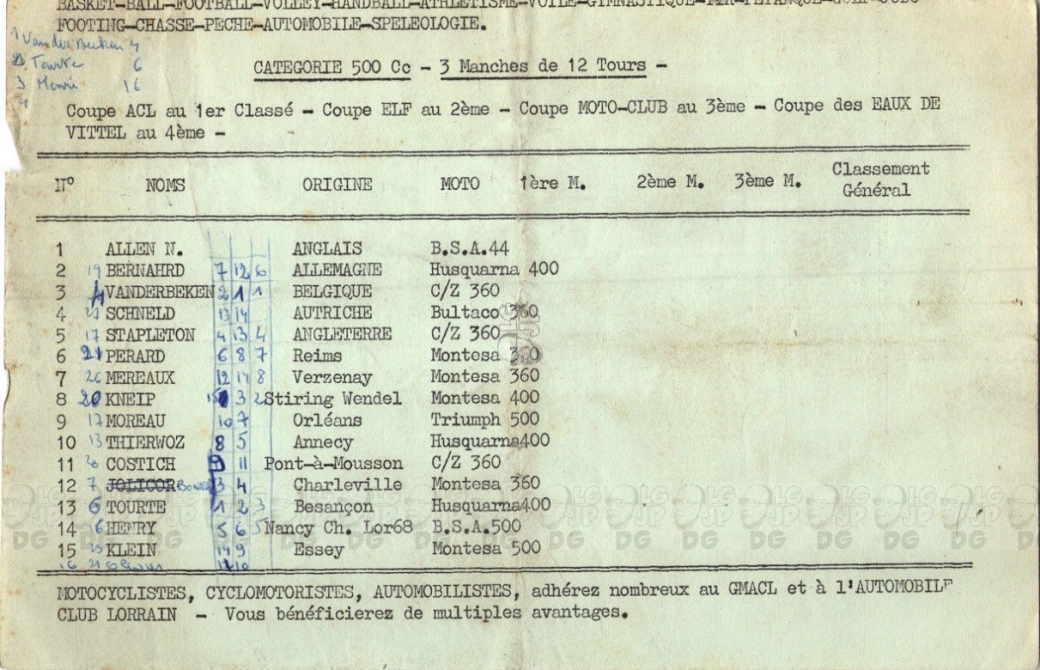 BASKET-BALL-FOOTBALL-VOLLEY-HANDBALL-ATHLETISME-VOILE-GYMNASTIQUE-TIR-PETANQUE-GOLF-JUDO
FOOTING-CHASSE-PECHE-AUTOMOBILE-SPELEOLOGIE.
1 Vanderbeken 4
2 Tourte 6
3 16
4
CATEGORIE 500 Cc - 3 Manches de 12 Tours -
Coupe ACL au 1er Classé - Coupe ELF au 2ème - Coupe MOTO-CLUB au 3ème - Coupe des EAUX DE
VITTEL au 4ème -
N° NOMS ORIGINE MOTO 1ère M. 2ème M. 3ème M. Classement Général
1 ALLEN N. ANGLAIS B.S.A.44
2 19 BERNAHRD 7 12 6 ALLEMAGNE Husquarna 400
3 4 VANDERBEKEN 2 1 1 BELGIQUE C/Z 360
4 SCHNELD 13 14 AUTRICHE Bultaco 360
5 17 STAPLETON 4 13 4 ANGLETERRE C/Z 360
6 21 PERARD 6 8 7 Reims Montesa 360
7 26 MEREAUX 12 14 8 Verzenay Montesa 360
8 20 KNEIP 3 2 Stiring Wendel Montesa 400
9 17 MOREAU 10 7 Orléans Triumph 500
10 13 THIERWOZ 8 5 Annecy Husquarna400
11 20 COSTICH 9 11 Pont-à-Mousson C/Z 360
12 7 JOLICOR 3 4 Charleville Montesa 360
13 6 TOURTE 1 2 3 Besançon Husquarna400
14 16 HENRY 5 6 5 Nancy Ch. Lor68 B.S.A.500
15 23 KLEIN 14 9 Essey Montesa 500
16 21 11 10
MOTOCYCLISTES, CYCLOMOTORISTES, AUTOMOBILISTES, adhérez nombreux au GMACL et à l'AUTOMOBILE
CLUB LORRAIN - Vous bénéficierez de multiples avantages.